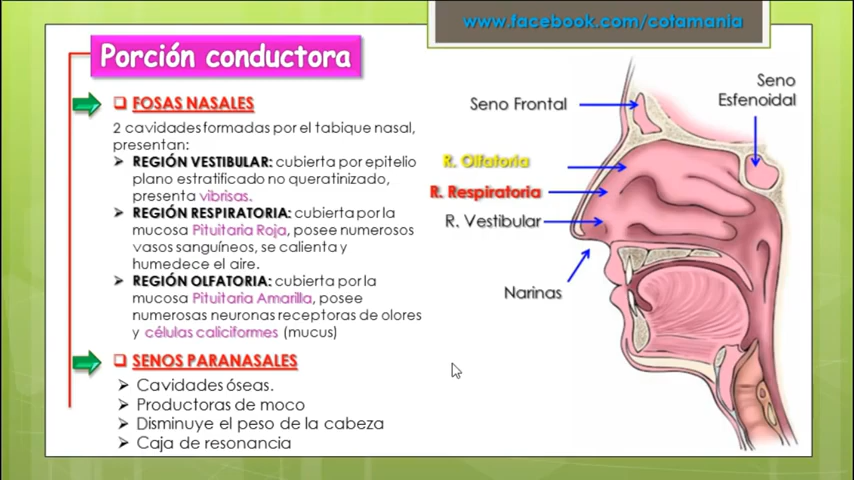 www.facebook.com/cotamania
Porción conductora
FOSAS NASALES
2 cavidades formadas por el tabique nasal,
presentan:
REGIÓN VESTIBULAR: cubierta por epitelio
plano estratificado no queratinizado,
presenta vibrisas.
REGIÓN RESPIRATORIA: cubierta por la
mucosa Pituitaria Roja, posee numerosos
vasos sanguíneos, se calienta y
humedece el aire.
REGIÓN OLFATORIA: cubierta por la
mucosa Pituitaria Amarilla, posee
numerosas neuronas receptoras de olores
y células caliciformes (mucus)
SENOS PARANASALES
Cavidades óseas.
Productoras de moco
Disminuye el peso de la cabeza
Caja de resonancia
Seno Frontal
Seno
Esfenoidal
R. Olfatoria
R. Respiratoria
R. Vestibular
Narinas